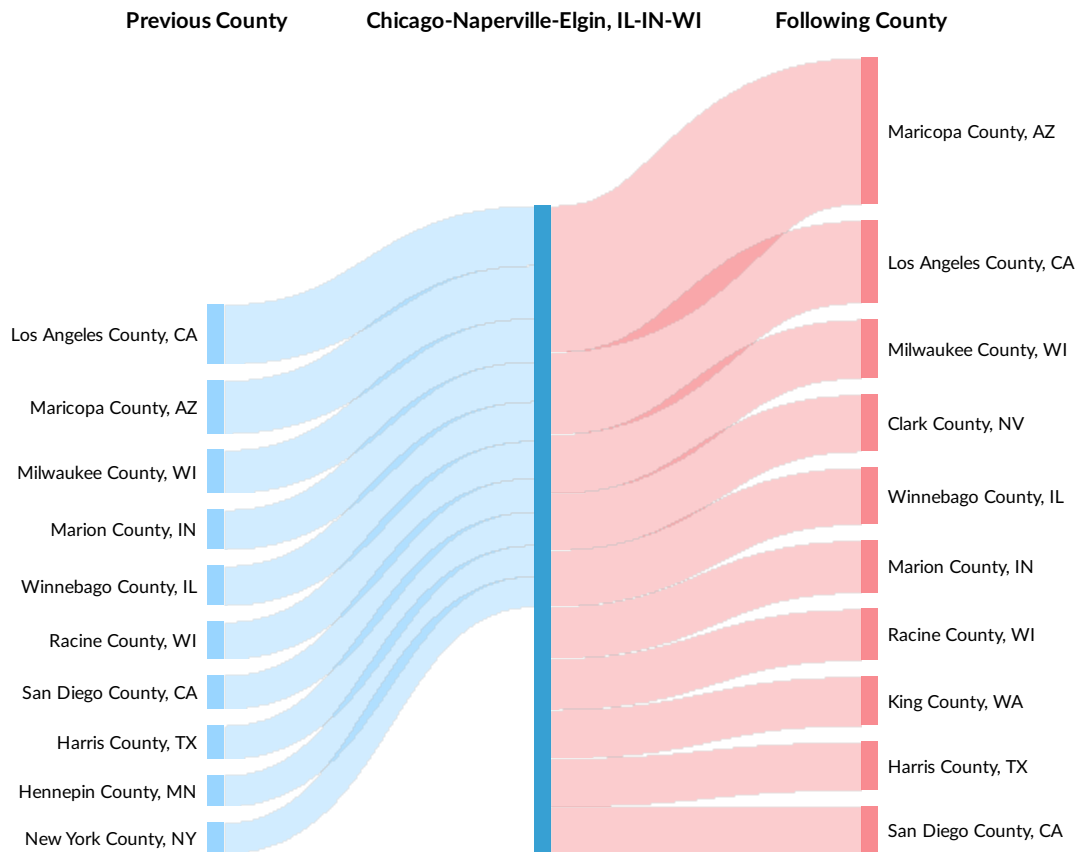 Previous County
Chicago-Naperville-Elgin, IL-IN-WI
Following County
Los Angeles County, CA
Maricopa County, AZ
Milwaukee County, WI
Marion County, IN
Winnebago County, IL
Racine County, WI
San Diego County, CA
Harris County, TX
Hennepin County, MN
New York County, NY
Maricopa County, AZ
Los Angeles County, CA
Milwaukee County, WI
Clark County, NV
Winnebago County, IL
Marion County, IN
Racine County, WI
King County, WA
Harris County, TX
San Diego County, CA